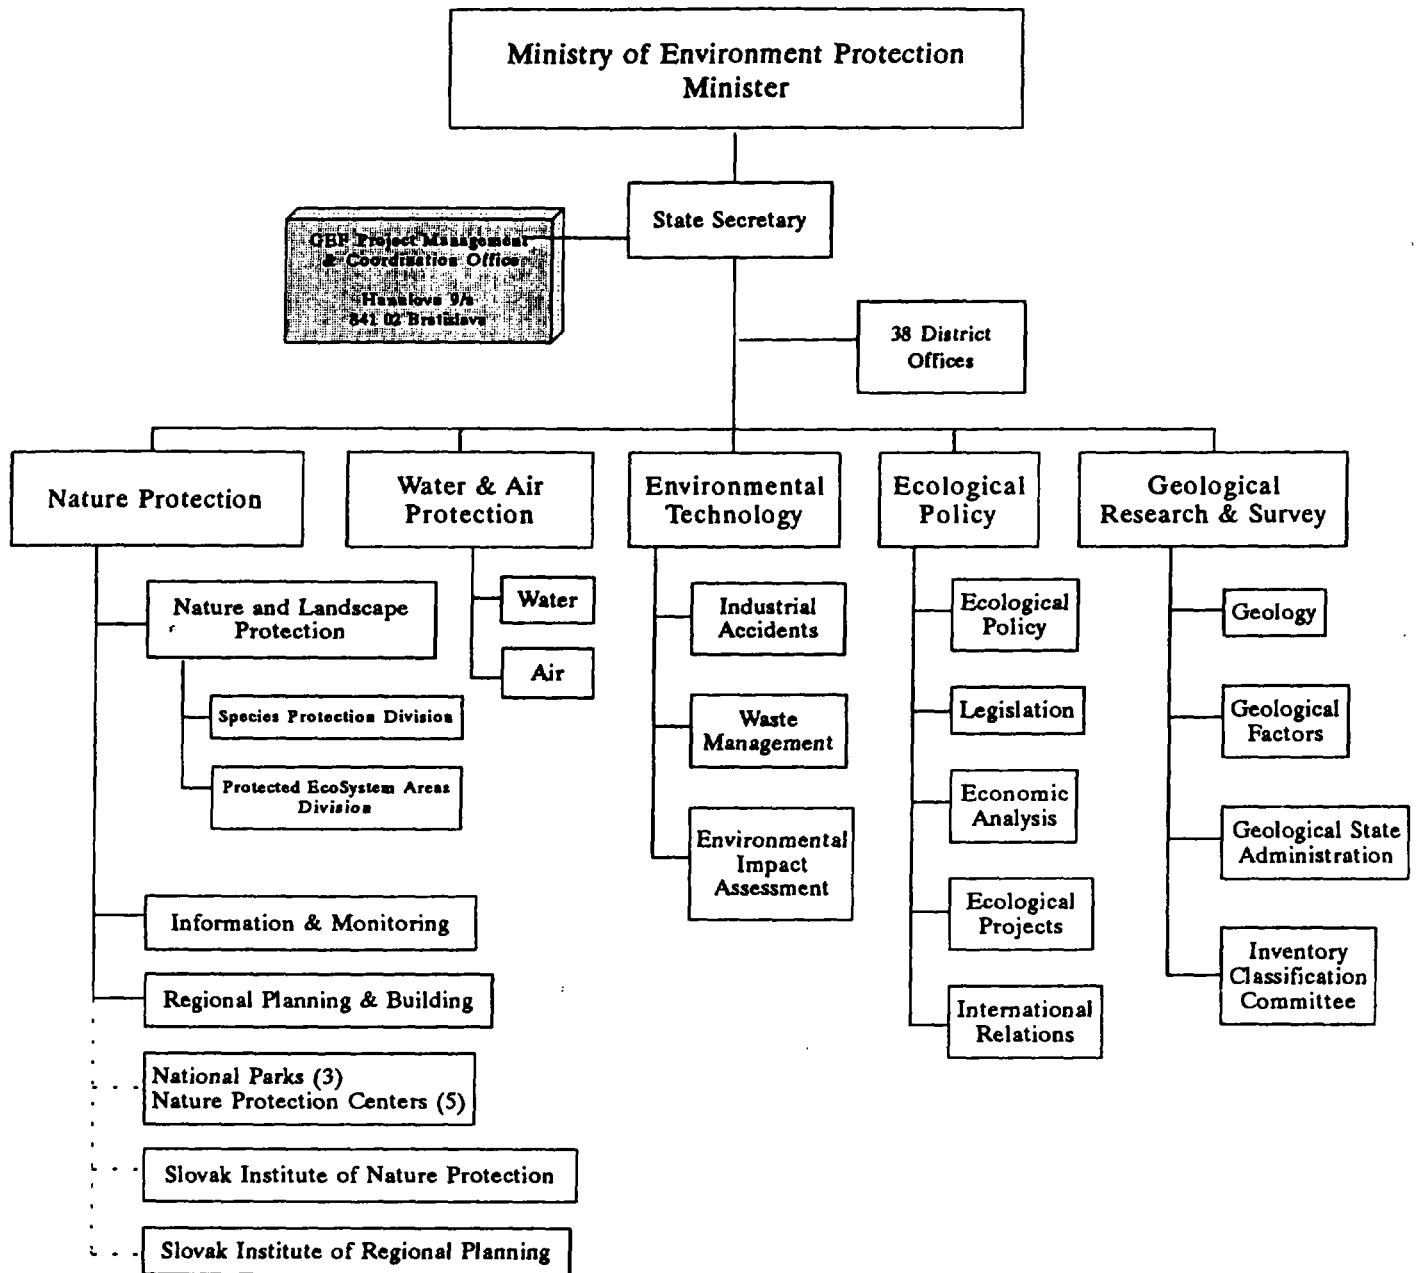 Ministry of Environment Protection
Minister
State Secretary
GEF Project Management
& Coordination Office
9/a
841 02 Bratislava
38 District
Offices
Nature Protection
Water & Air
Protection
Environmental
Technology
Ecological
Policy
Geological
Research & Survey
Nature and Landscape
Protection
Species Protection Division
Protected EcoSystem Areas
Division
Information & Monitoring
Regional Planning & Building
National Parks (3)
Nature Protection Centers (5)
Slovak Institute of Nature Protection
Slovak Institute of Regional Planning
Water
Air
Industrial
Accidents
Waste
Management
Environmental
Impact
Assessment
Ecological
Policy
Legislation
Economic
Analysis
Ecological
Projects
International
Relations
Geology
Geological
Factors
Geological State
Administration
Inventory
Classification
Committee